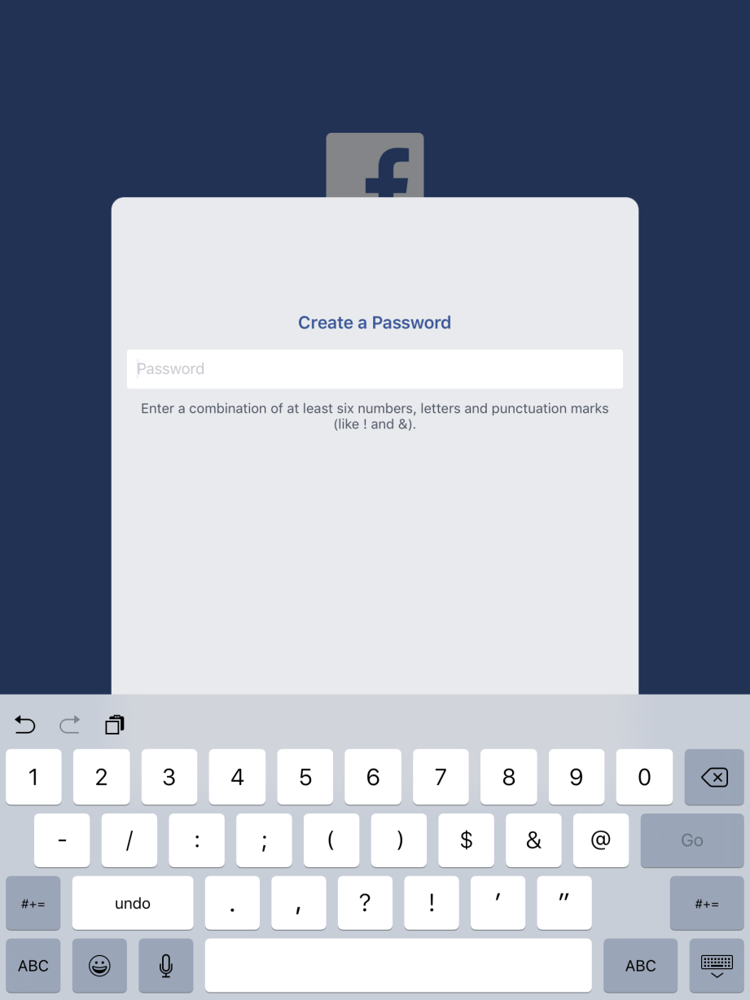 f
Create a Password
Password
Enter a combination of at least six numbers, letters and punctuation marks
(like ! and &).
1 2 3 4 5 6 7 8 9 0
- / : ; ( ) $ & @ Go
#+= undo . , ? ! ' " #+=
ABC ABC